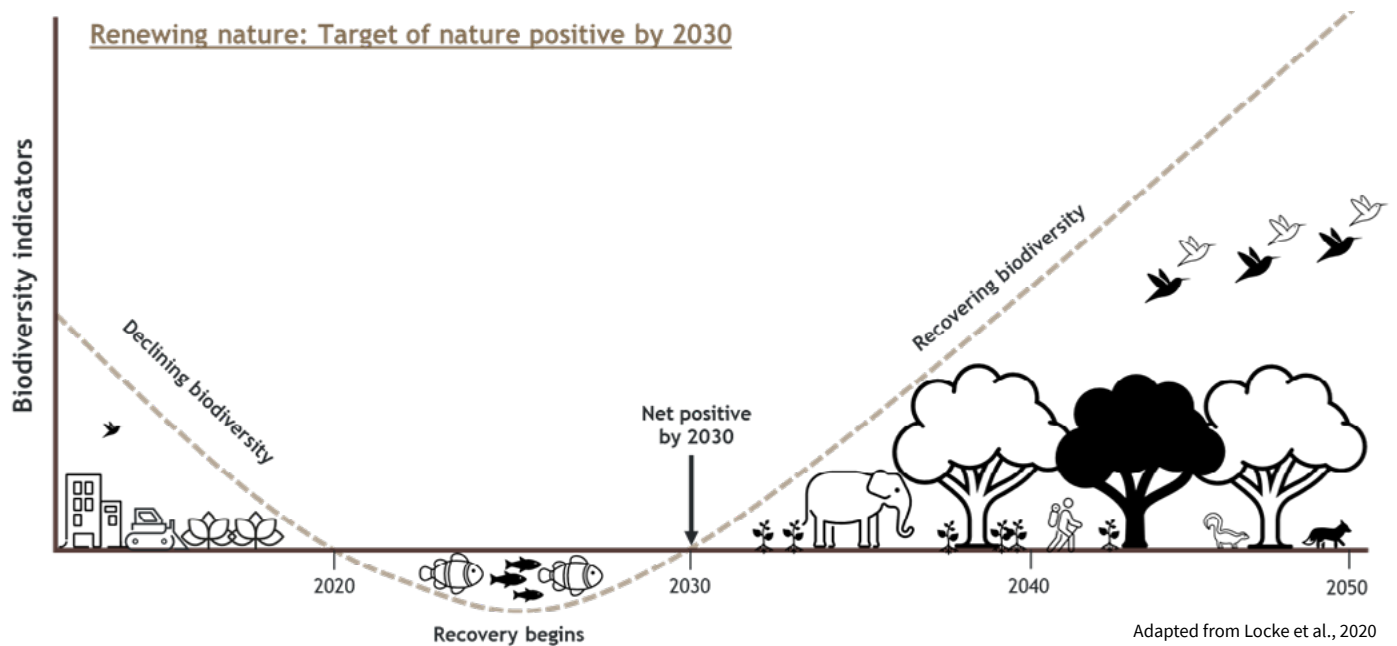 Renewing nature: Target of nature positive by 2030
Biodiversity indicators
Declining biodiversity
Net positive
by 2030
Recovering biodiversity
2020
2030
2040
2050
Recovery begins
Adapted from Locke et al., 2020